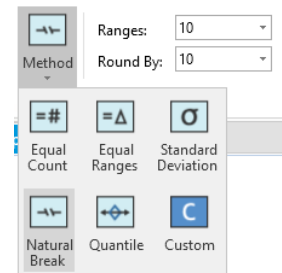 Ranges: 10
Method Round By: 10
=# =Δ σ
Equal Equal Standard
Count Ranges Deviation
C
Natural Quantile Custom
Break